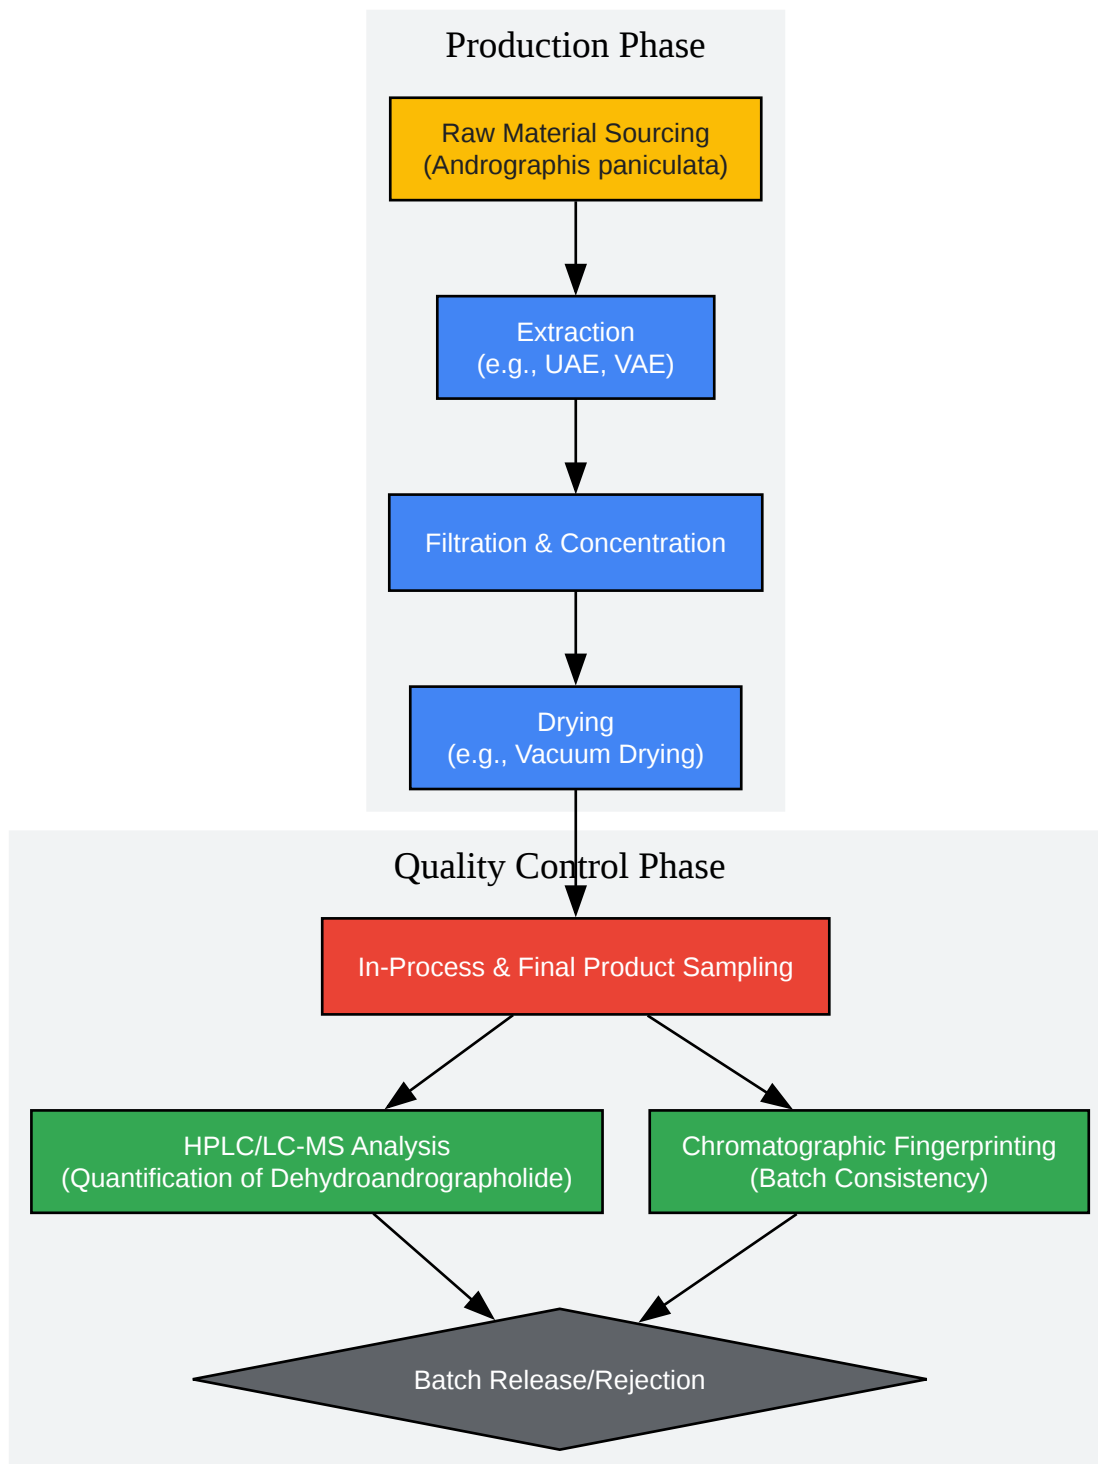 Production Phase
Raw Material Sourcing
(Andrographis paniculata)
Extraction
(e.g., UAE, VAE)
Filtration & Concentration
Drying
(e.g., Vacuum Drying)
Quality Control Phase
In-Process & Final Product Sampling
HPLC/LC-MS Analysis
(Quantification of Dehydroandrographolide)
Chromatographic Fingerprinting
(Batch Consistency)
Batch Release/Rejection